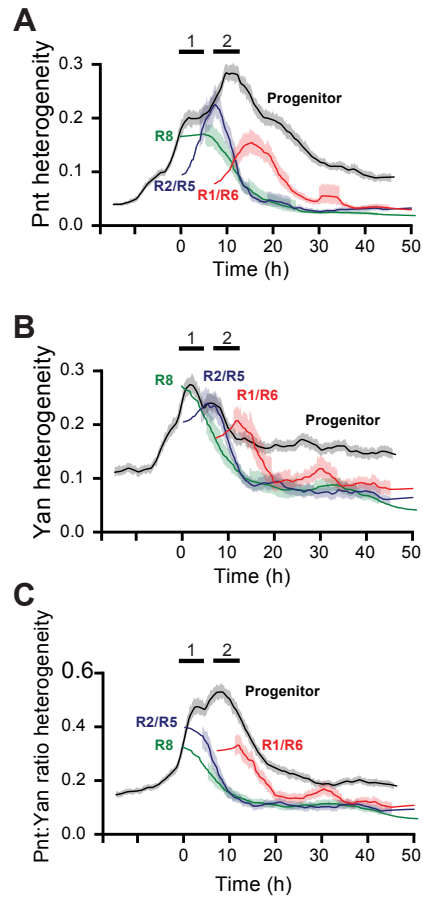 A
1 2
Pnt heterogeneity
0.3
0.2
0.1
0.0
Progenitor
R8
R2/R5
R1/R6
0 10 20 30 40 50
Time (h)
B
1 2
Yan heterogeneity
0.3
0.2
0.1
0.0
R8
R2/R5
R1/R6
Progenitor
0 10 20 30 40 50
Time (h)
C
1 2
Pnt:Yan ratio heterogeneity
0.6
0.4
0.2
0.0
Progenitor
R2/R5
R8
R1/R6
0 10 20 30 40 50
Time (h)